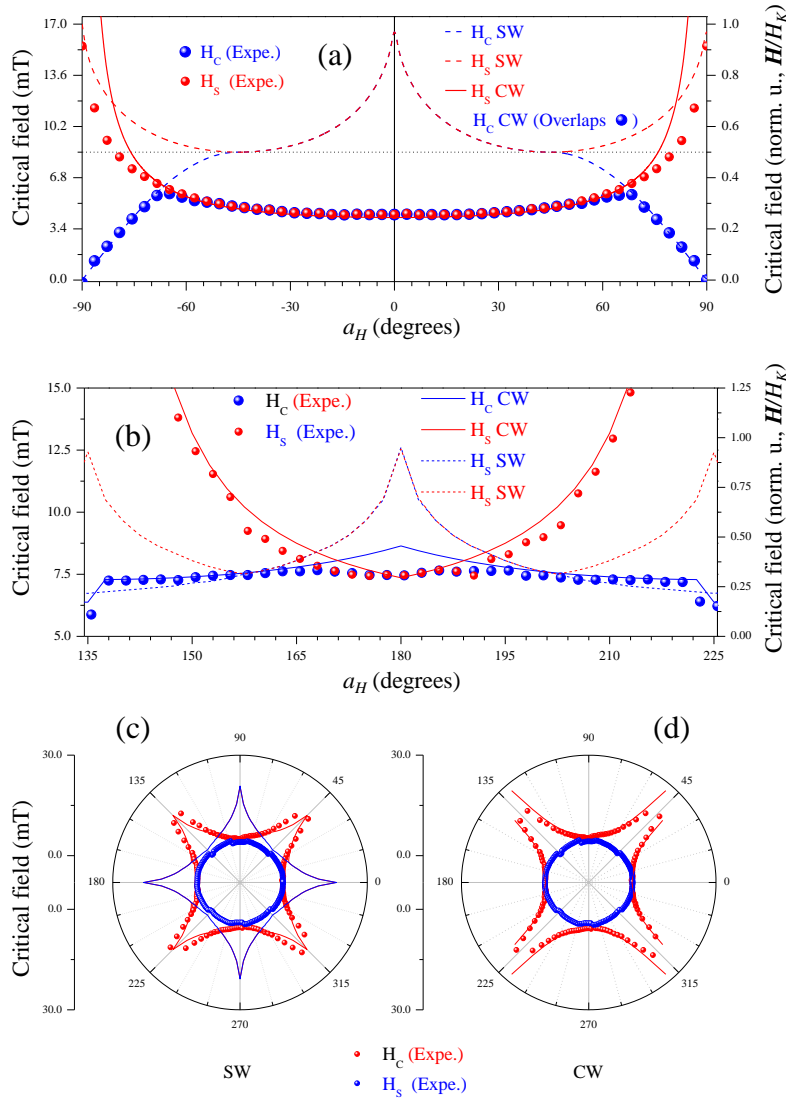 17.0
13.6
10.2
6.8
3.4
0.0
Critical field (mT)
H_C (Expe.)
H_S (Expe.)
(a)
H_C SW
H_S SW
H_S CW
H_C CW (Overlaps )
1.0
0.8
0.6
0.4
0.2
0.0
Critical field (norm. u., H/H_K)
-90 -60 -30 0 30 60 90
a_H (degrees)
15.0
12.5
10.0
7.5
5.0
Critical field (mT)
H_C (Expe.)
H_S (Expe.)
(b)
H_C CW
H_S CW
H_S SW
H_S SW
1.25
1.00
0.75
0.50
0.25
0.00
Critical field (norm. u., H/H_K)
135 150 165 180 195 210 225
a_H (degrees)
(c)
30.0
0.0
0.0
30.0
Critical field (mT)
90
135 45
180 0
225 315
270
SW
(d)
30.0
0.0
0.0
30.0
90
135 45
180 0
225 315
270
CW
H_C (Expe.)
H_S (Expe.)